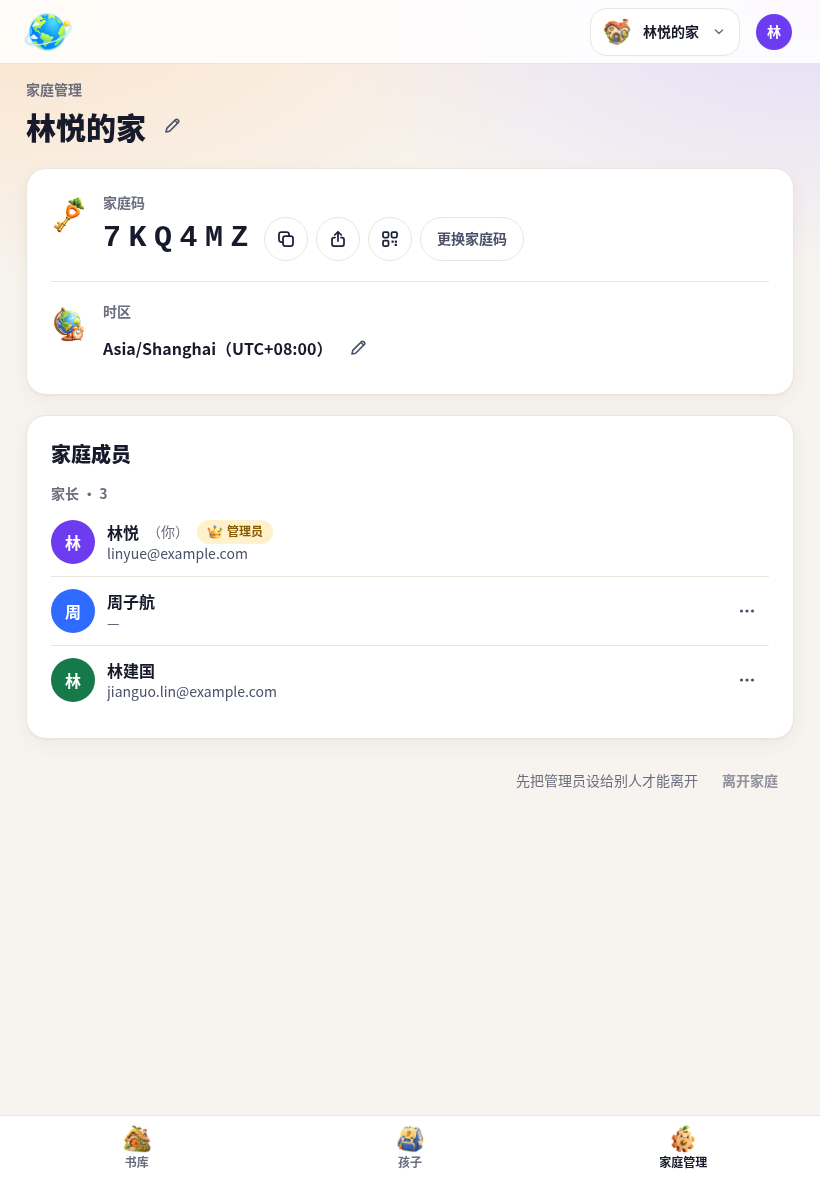 林悦的家
林
家庭管理
林悦的家
家庭码
7KQ4MZ
更换家庭码
时区
Asia/Shanghai（UTC+08:00）
家庭成员
家长 · 3
林
林悦 （你） 管理员
linyue@example.com
周
周子航
—
林
林建国
jianguo.lin@example.com
先把管理员设给别人才能离开 离开家庭
书库 孩子 家庭管理